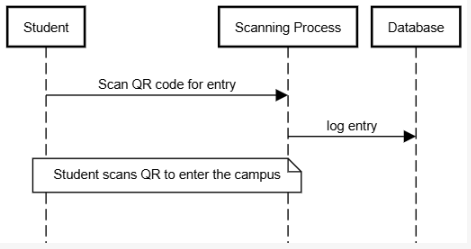 Student
Scanning Process
Database
Scan QR code for entry
log entry
Student scans QR to enter the campus